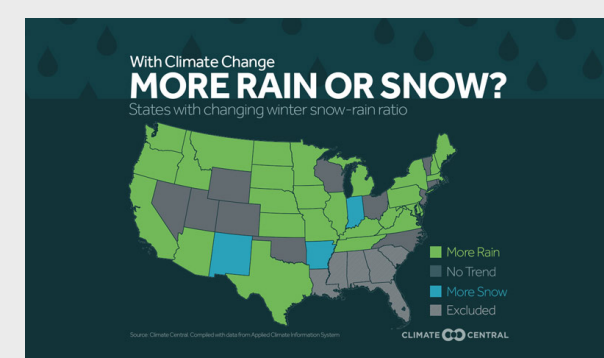 With Climate Change
MORE RAIN OR SNOW?
States with changing winter snow-rain ratio
More Rain
No Trend
More Snow
Excluded
Source: Climate Central. Compiled with data from Applied Climate Information System
CLIMATE CENTRAL